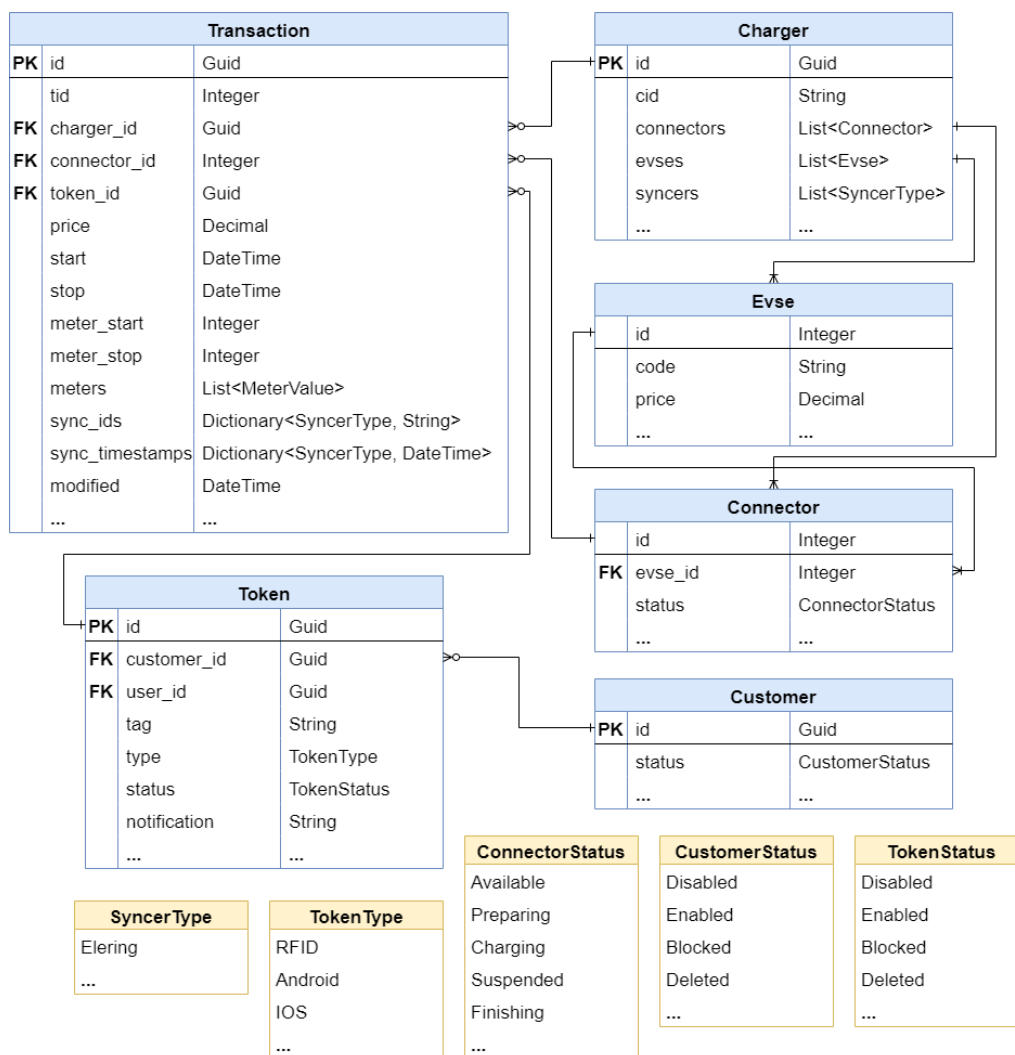 Transaction
PK id Guid
tid Integer
FK charger_id Guid
FK connector_id Integer
FK token_id Guid
price Decimal
start DateTime
stop DateTime
meter_start Integer
meter_stop Integer
meters List<MeterValue>
sync_ids Dictionary<SyncerType, String>
sync_timestamps Dictionary<SyncerType, DateTime>
modified DateTime
... ...
Charger
PK id Guid
cid String
connectors List<Connector>
evses List<Evse>
syncers List<SyncerType>
... ...
Evse
id Integer
code String
price Decimal
... ...
Connector
id Integer
FK evse_id Integer
status ConnectorStatus
... ...
Token
PK id Guid
FK customer_id Guid
FK user_id Guid
tag String
type TokenType
status TokenStatus
notification String
... ...
Customer
PK id Guid
status CustomerStatus
... ...
SyncerType
Elering
...
TokenType
RFID
Android
IOS
...
ConnectorStatus
Available
Preparing
Charging
Suspended
Finishing
...
CustomerStatus
Disabled
Enabled
Blocked
Deleted
...
TokenStatus
Disabled
Enabled
Blocked
Deleted
...